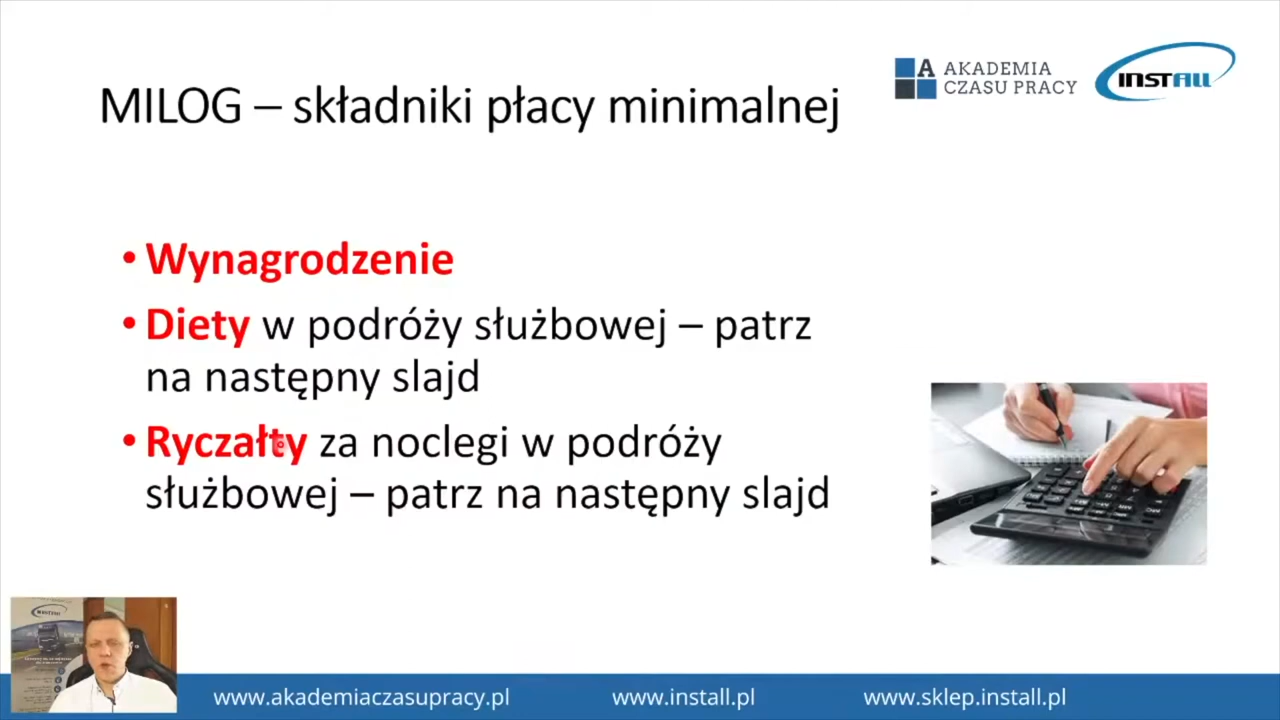 MILOG – składniki płacy minimalnej
A AKADEMIA
CZASU PRACY
INSTALL
• Wynagrodzenie
• Diety w podróży służbowej – patrz
na następny slajd
• Ryczałty za noclegi w podróży
służbowej – patrz na następny slajd
www.akademiaczasupracy.pl
www.install.pl
www.sklep.install.pl